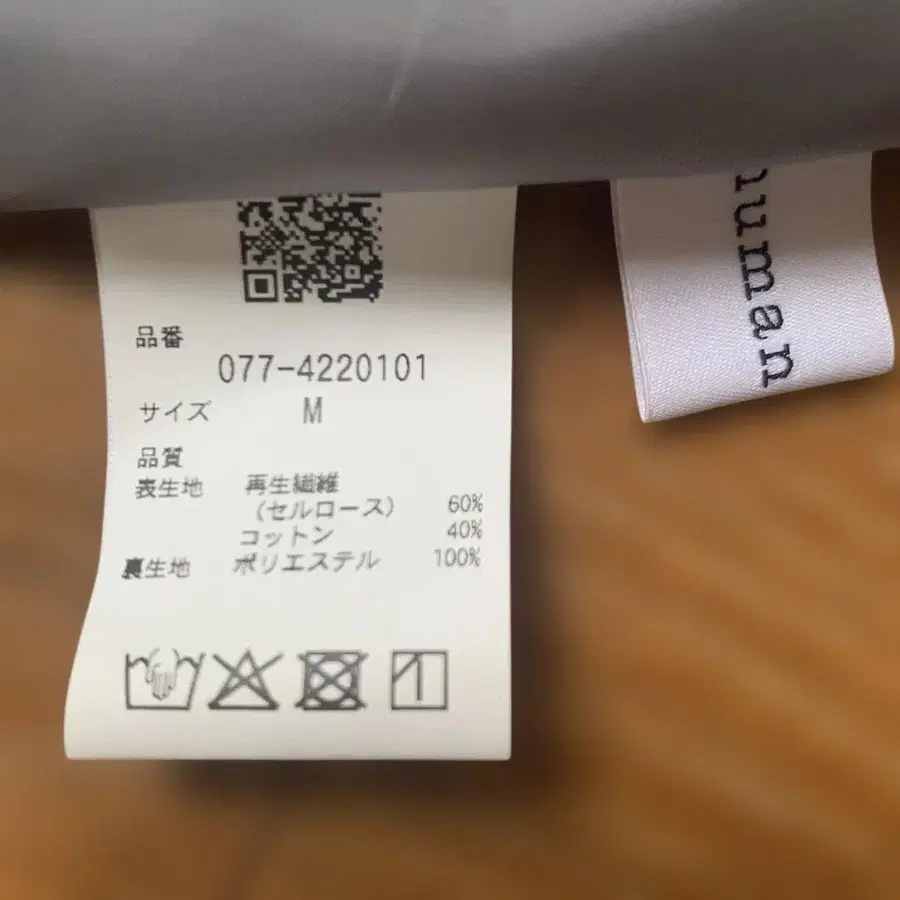 品番
077-4220101
サイズ M
品質
表生地 再生繊維
(セルロース) 60%
コットン 40%
裏生地 ポリエステル 100%
human